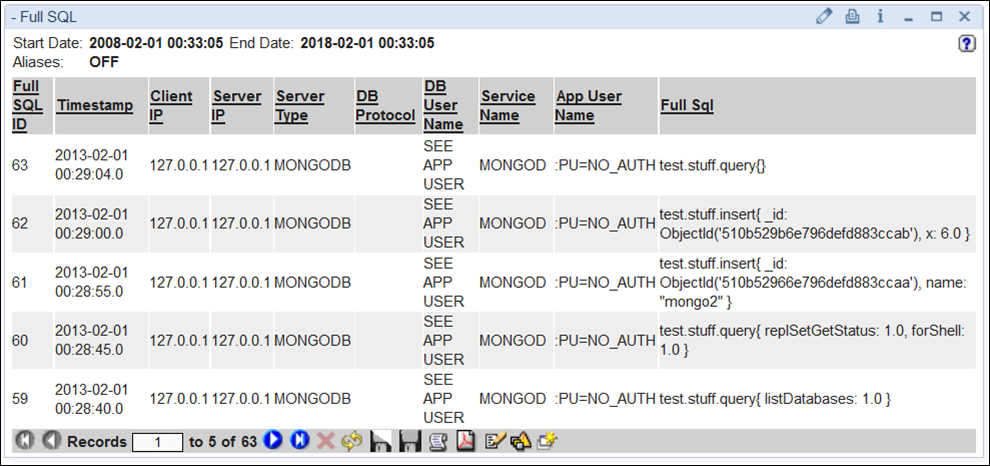 - Full SQL
Start Date: 2008-02-01 00:33:05 End Date: 2018-02-01 00:33:05
Aliases: OFF
Full SQL ID Timestamp Client IP Server IP Server Type DB Protocol DB User Name Service Name App User Name Full Sql
63 2013-02-01 00:29:04.0 127.0.0.1 127.0.0.1 MONGODB SEE APP USER MONGOD :PU=NO_AUTH test.stuff.query{}
62 2013-02-01 00:29:00.0 127.0.0.1 127.0.0.1 MONGODB SEE APP USER MONGOD :PU=NO_AUTH test.stuff.insert{ _id: ObjectId('510b529b6e796defd883ccab'), x: 6.0 }
61 2013-02-01 00:28:55.0 127.0.0.1 127.0.0.1 MONGODB SEE APP USER MONGOD :PU=NO_AUTH test.stuff.insert{ _id: ObjectId('510b52966e796defd883ccaa'), name: "mongo2" }
60 2013-02-01 00:28:45.0 127.0.0.1 127.0.0.1 MONGODB SEE APP USER MONGOD :PU=NO_AUTH test.stuff.query{ replSetGetStatus: 1.0, forShell: 1.0 }
59 2013-02-01 00:28:40.0 127.0.0.1 127.0.0.1 MONGODB SEE APP USER MONGOD :PU=NO_AUTH test.stuff.query{ listDatabases: 1.0 }
Records 1 to 5 of 63